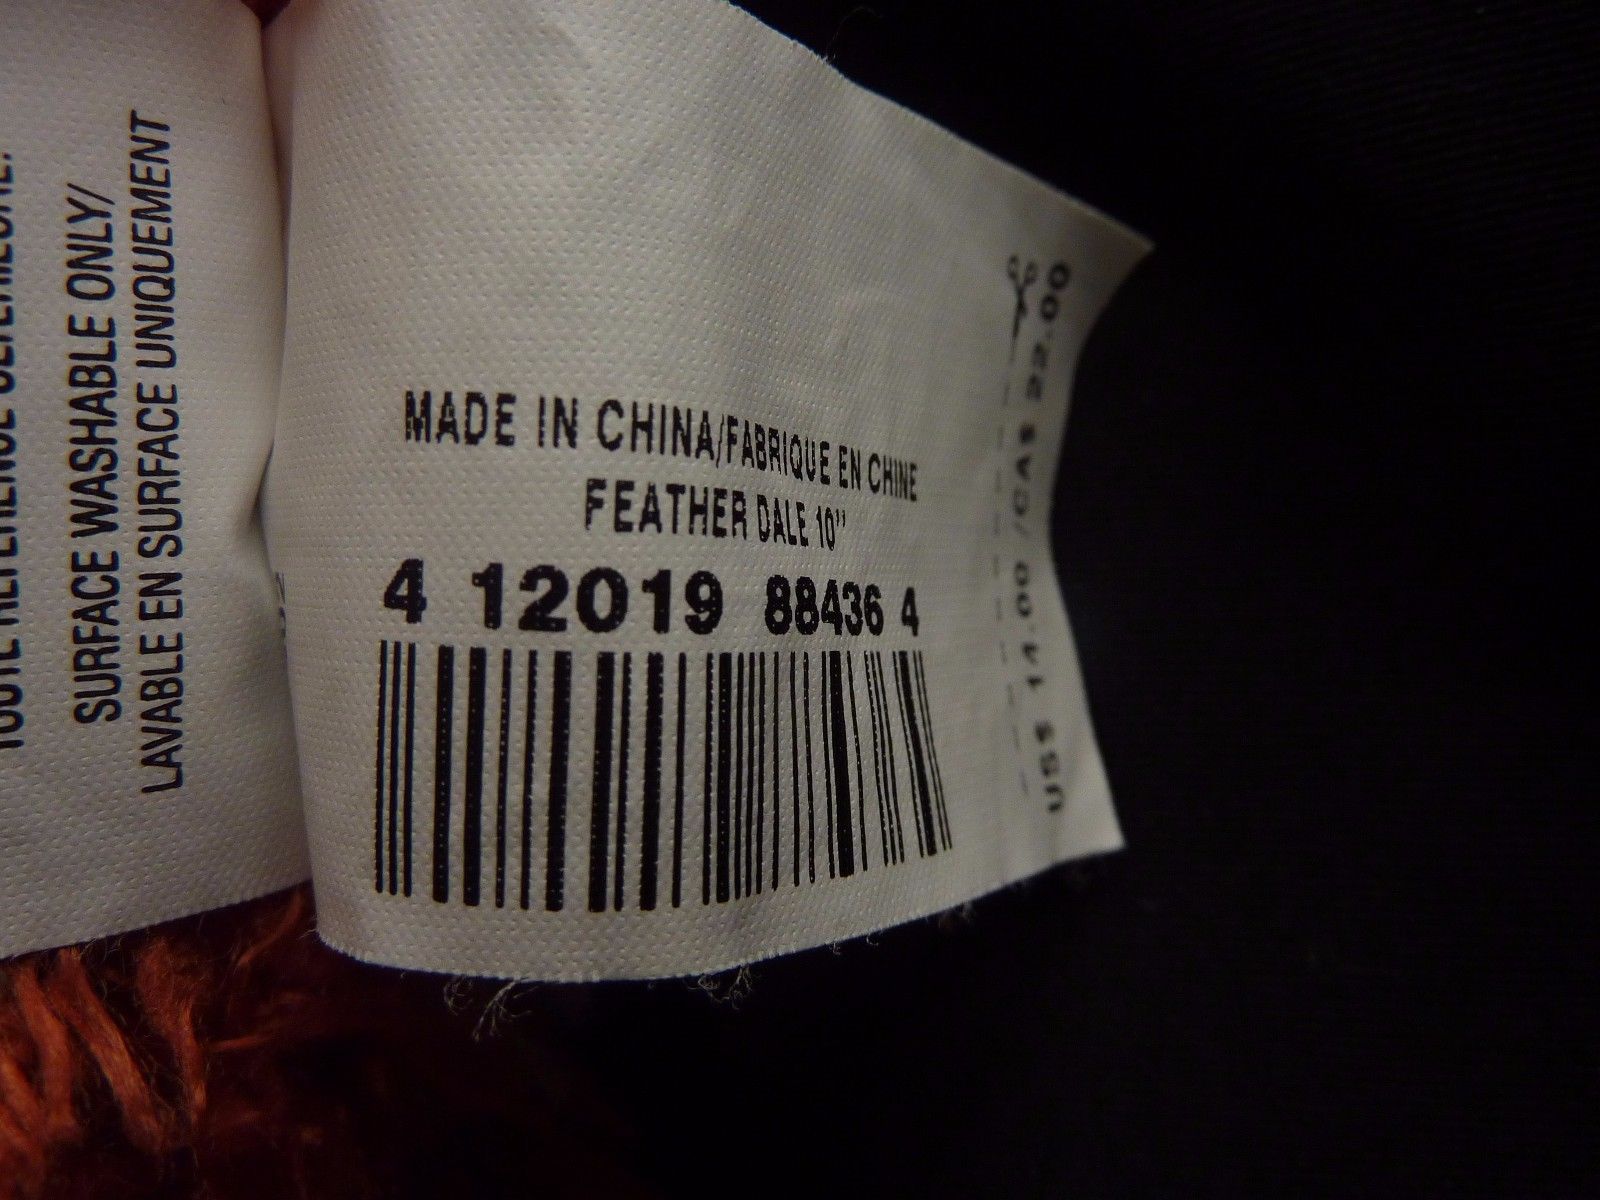 SURFACE WASHABLE ONLY/
LAVABLE EN SURFACE UNIQUEMENT
MADE IN CHINA/FABRIQUE EN CHINE
FEATHER DALE 10''
4 12019 88436 4
US$ 14.00 /CA$ 22.00